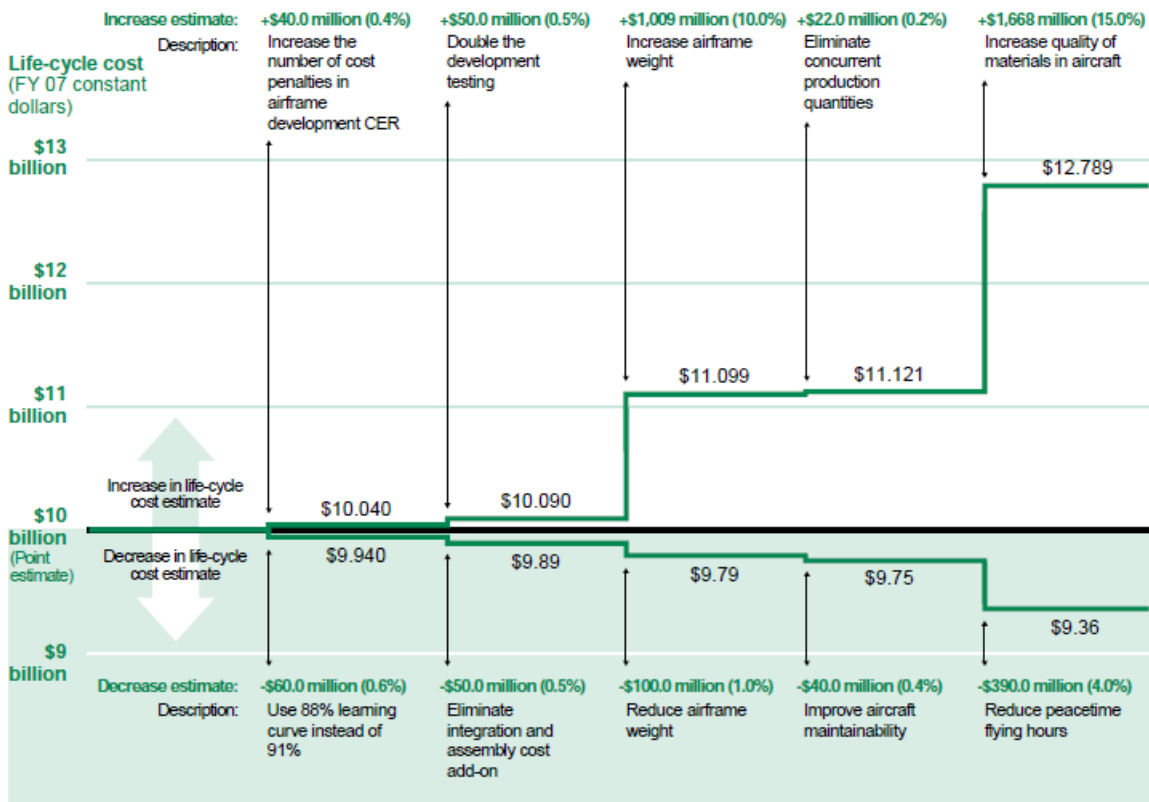 Increase estimate:
+$40.0 million (0.4%)
+$50.0 million (0.5%)
+$1,009 million (10.0%)
+$22.0 million (0.2%)
+$1,668 million (15.0%)
Description:
Increase the
number of cost
penalties in
airframe
development CER
Double the
development
testing
Increase airframe
weight
Eliminate
concurrent
production
quantities
Increase quality of
materials in aircraft
Life-cycle cost
(FY 07 constant
dollars)
$13
billion
$12.789
$12
billion
$11
billion
$11.099
$11.121
Increase in life-cycle
cost estimate
$10.040
$10.090
$10
billion
(Point
estimate)
Decrease in life-cycle
cost estimate
$9.940
$9.89
$9.79
$9.75
$9.36
$9
billion
Decrease estimate:
-$60.0 million (0.6%)
-$50.0 million (0.5%)
-$100.0 million (1.0%)
-$40.0 million (0.4%)
-$390.0 million (4.0%)
Description:
Use 88% learning
curve instead of
91%
Eliminate
integration and
assembly cost
add-on
Reduce airframe
weight
Improve aircraft
maintainability
Reduce peacetime
flying hours